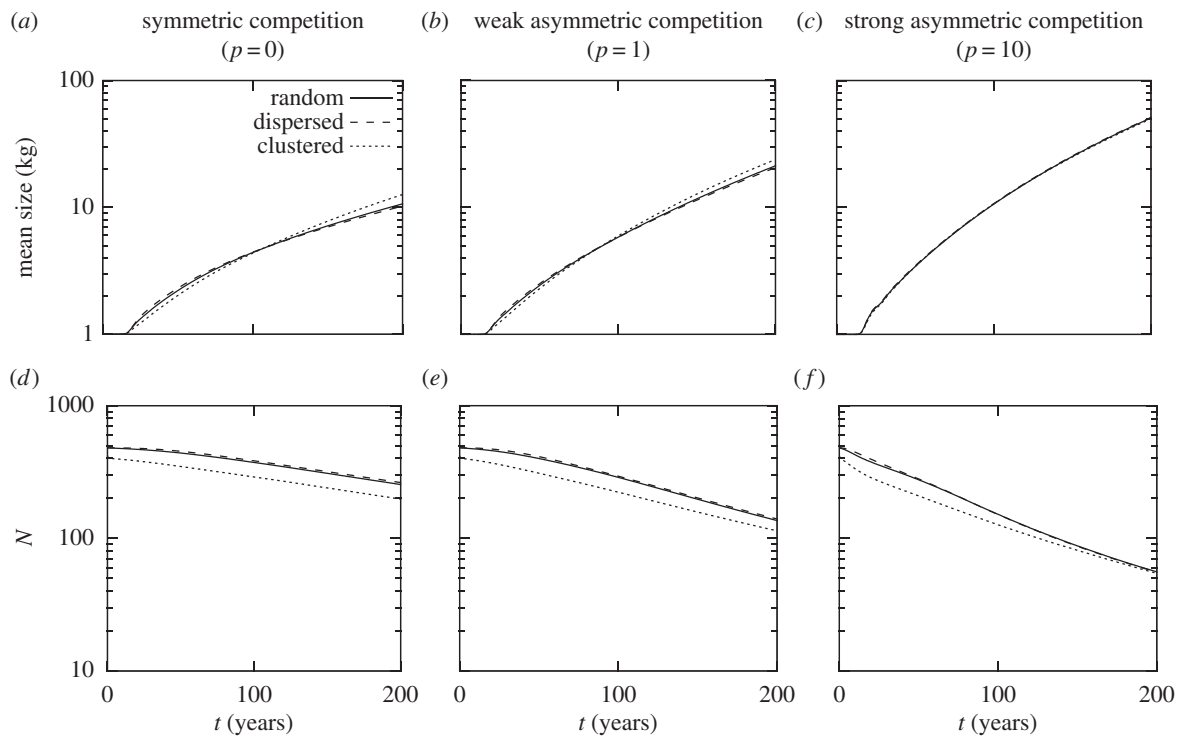 (a) symmetric competition (b) weak asymmetric competition (c) strong asymmetric competition
(p = 0) (p = 1) (p = 10)
100
random
dispersed
clustered
mean size (kg)
10
1
(d) (e) (f)
1000
N
100
10
0 100 200 0 100 200 0 100 200
t (years) t (years) t (years)